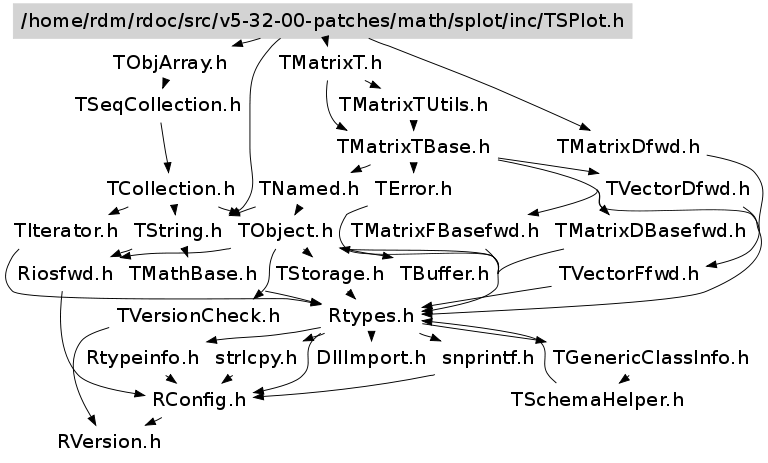 /home/rdm/rdoc/src/v5-32-00-patches/math/splot/inc/TSPlot.h
TObjArray.h TMatrixT.h
TSeqCollection.h TMatrixTUtils.h
TMatrixTBase.h TMatrixDfwd.h
TCollection.h TNamed.h TError.h TVectorDfwd.h
TIterator.h TString.h TObject.h TMatrixFBasefwd.h TMatrixDBasefwd.h
Riosfwd.h TMathBase.h TStorage.h TBuffer.h TVectorFfwd.h
TVersionCheck.h Rtypes.h
Rtypeinfo.h strlcpy.h DllImport.h snprintf.h TGenericClassInfo.h
RConfig.h TSchemaHelper.h
RVersion.h